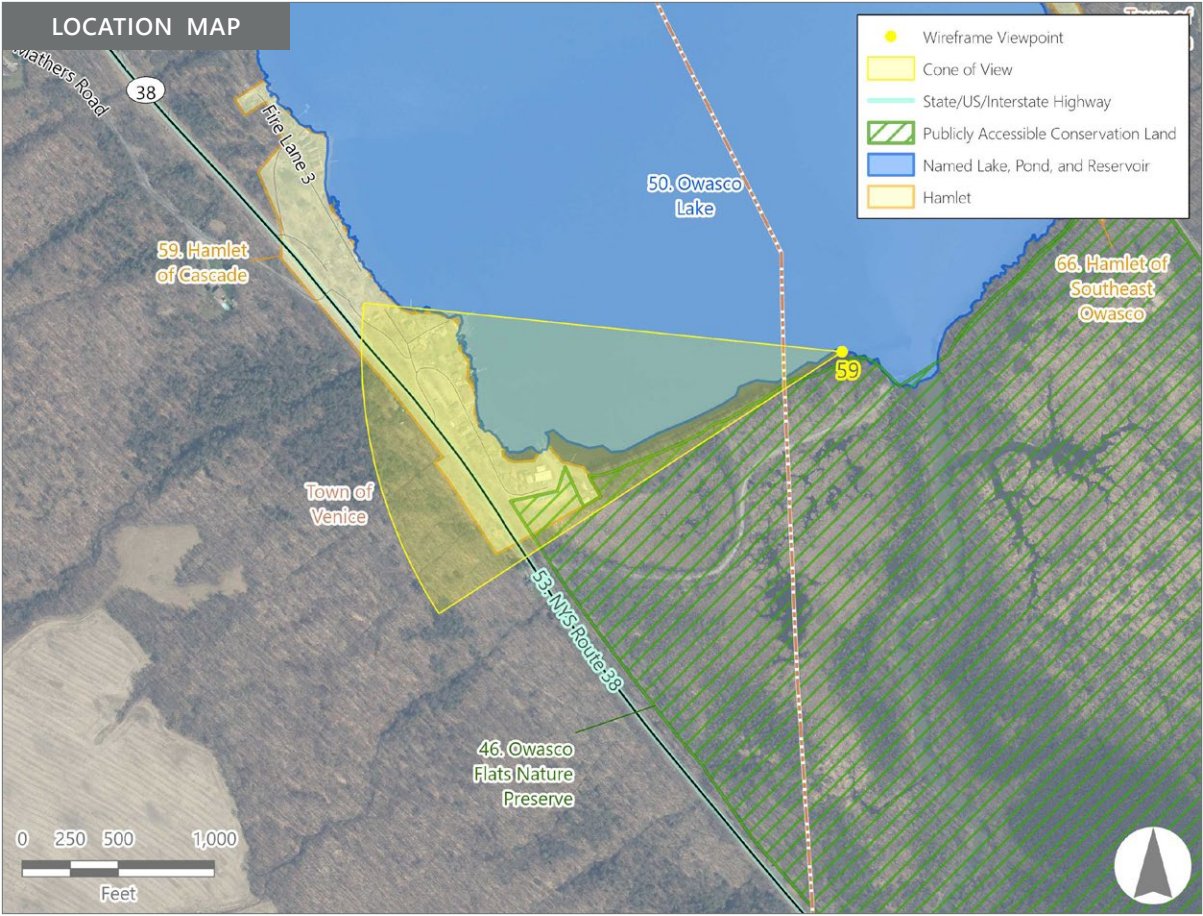 LOCATION MAP
Wireframe Viewpoint
Cone of View
State/US/Interstate Highway
Publicly Accessible Conservation Land
Named Lake, Pond, and Reservoir
Hamlet
Mathers Road
38
Fire Lane 3
50. Owasco
Lake
59. Hamlet
of Cascade
66. Hamlet of
Southeast
Owasco
59
Town of
Venice
53. NYS Route 38
46. Owasco
Flats Nature
Preserve
0 250 500 1,000
Feet